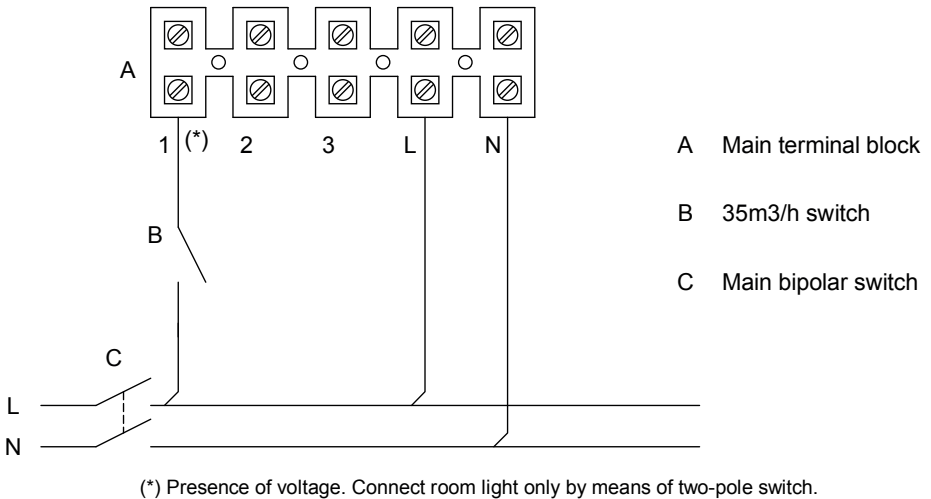 A
1 (*) 2 3 L N
A Main terminal block
B 35m3/h switch
C Main bipolar switch
B
C
L
N
(*) Presence of voltage. Connect room light only by means of two-pole switch.